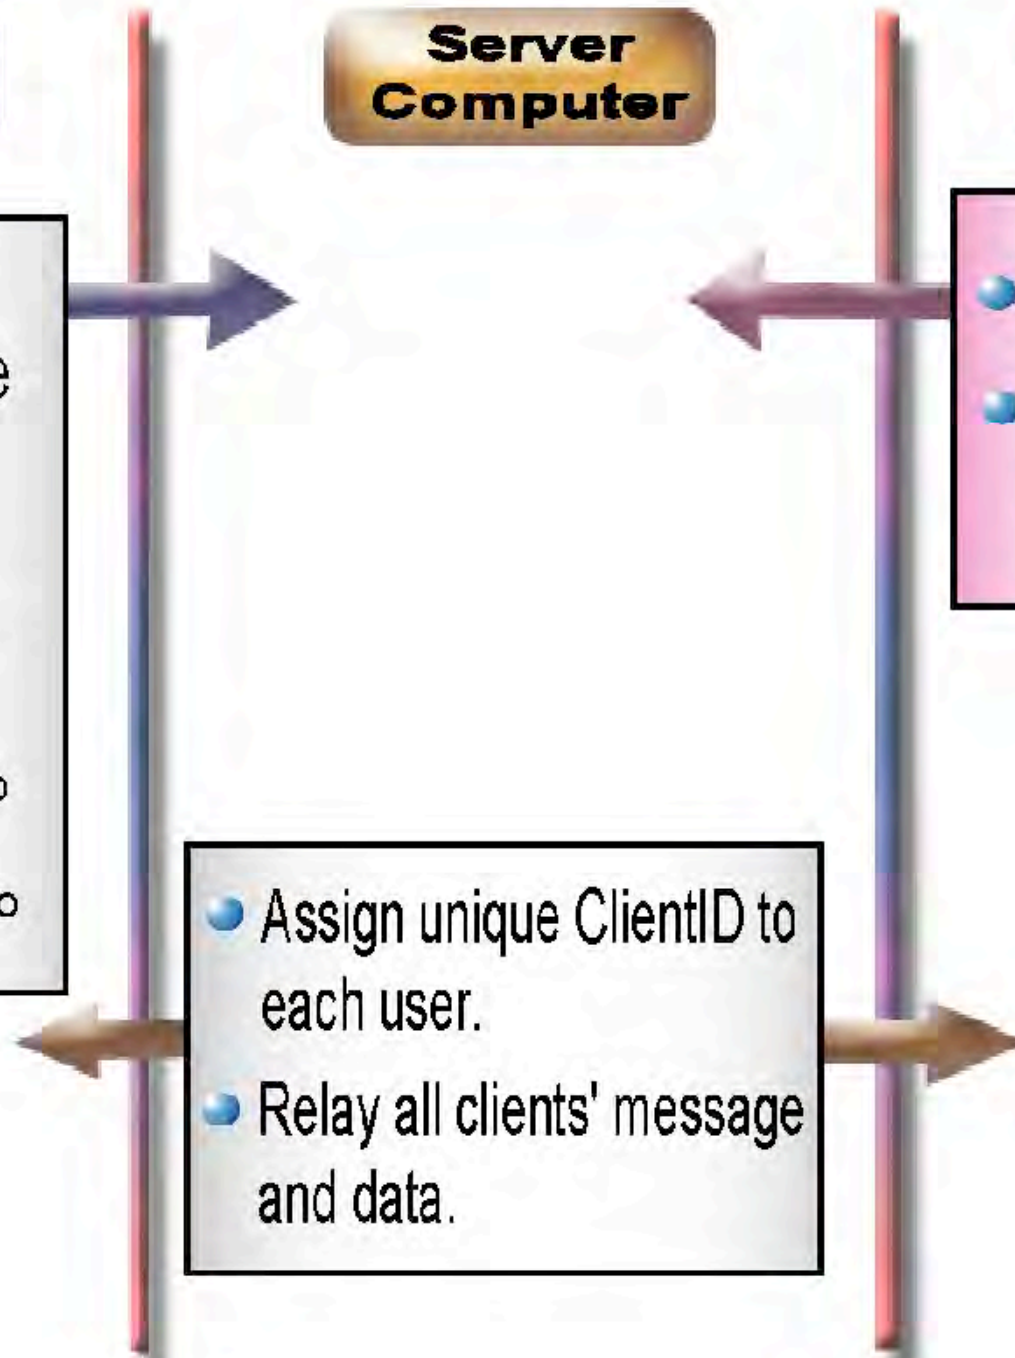 Server
Computer
Assign unique ClientID to
each user.
Relay all clients' message
and data.